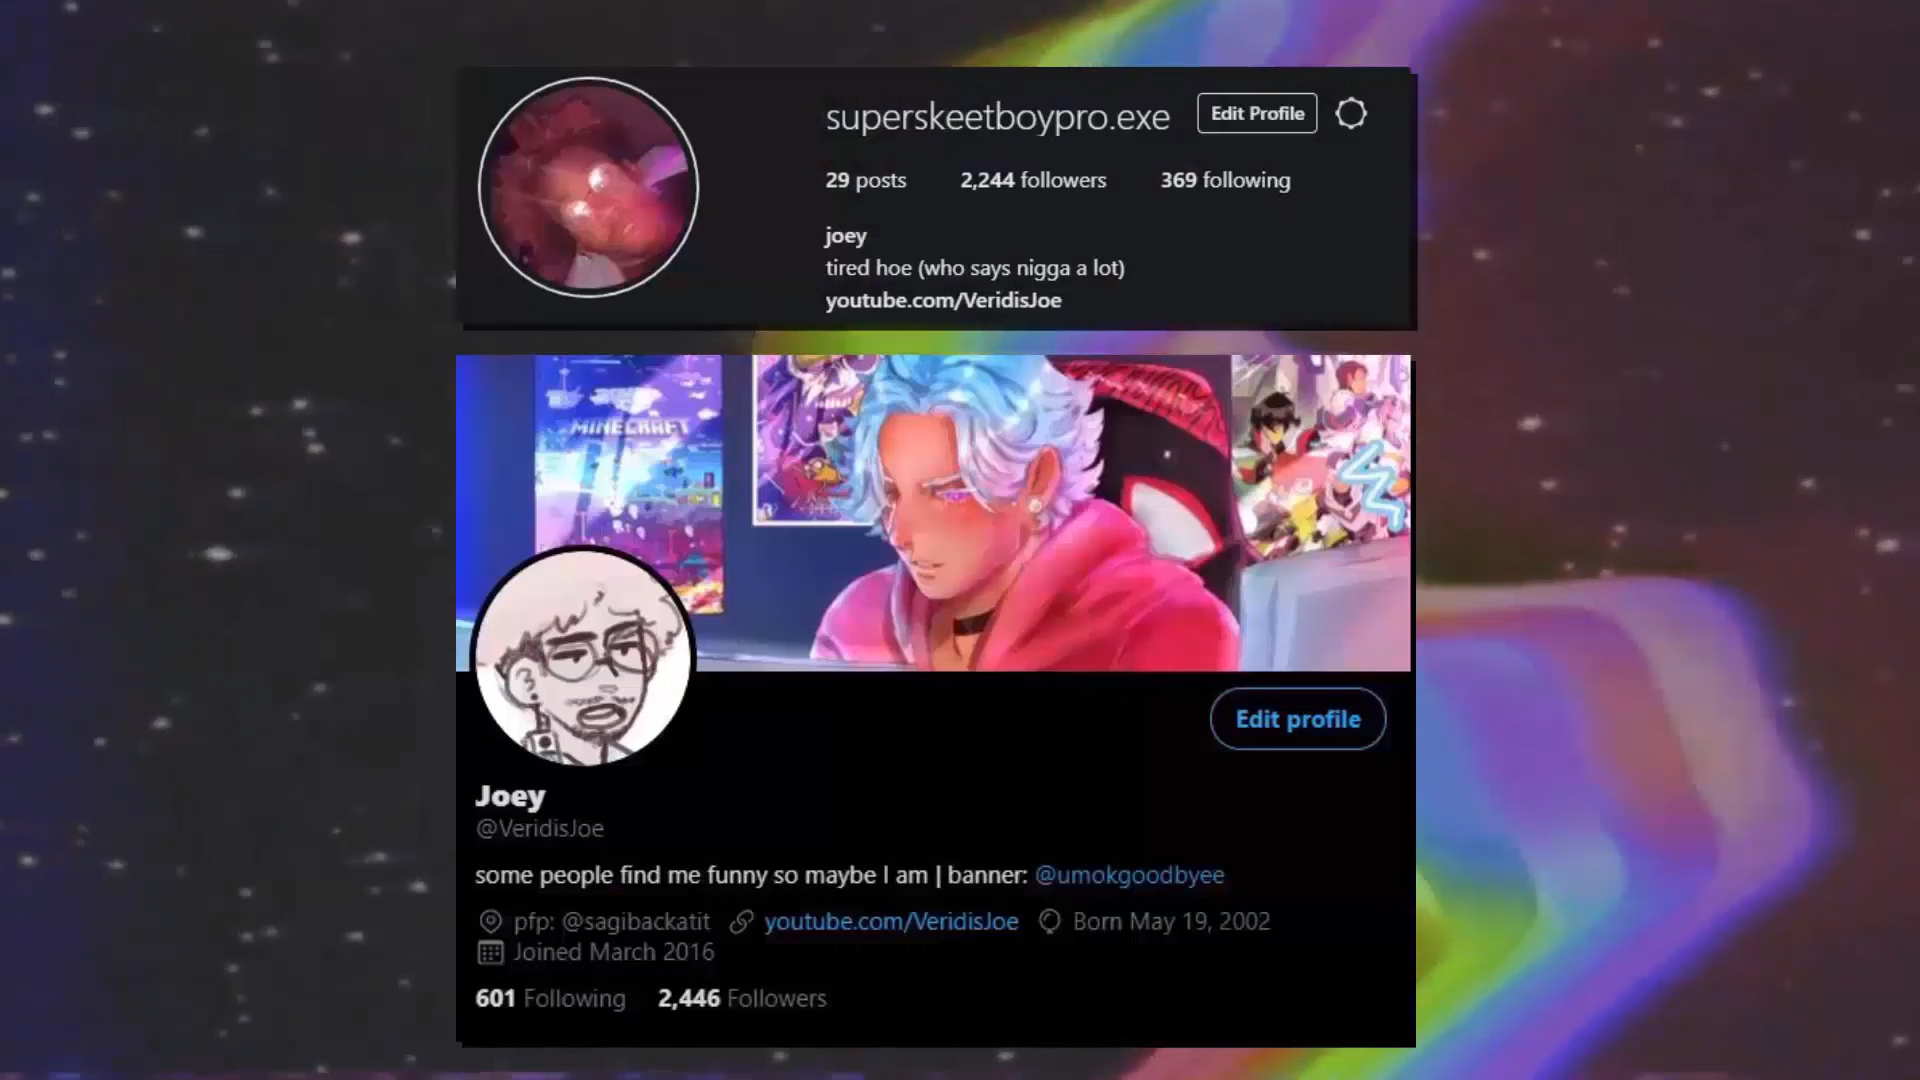 superskeetboypro.exe Edit Profile
29 posts 2,244 followers 369 following
joey
tired hoe (who says nigga a lot)
youtube.com/VeridisJoe
MINECRAFT
Edit profile
Joey
@VeridisJoe
some people find me funny so maybe I am | banner: @umokgoodbyee
pfp: @sagibackatit youtube.com/VeridisJoe Born May 19, 2002
Joined March 2016
601 Following 2,446 Followers